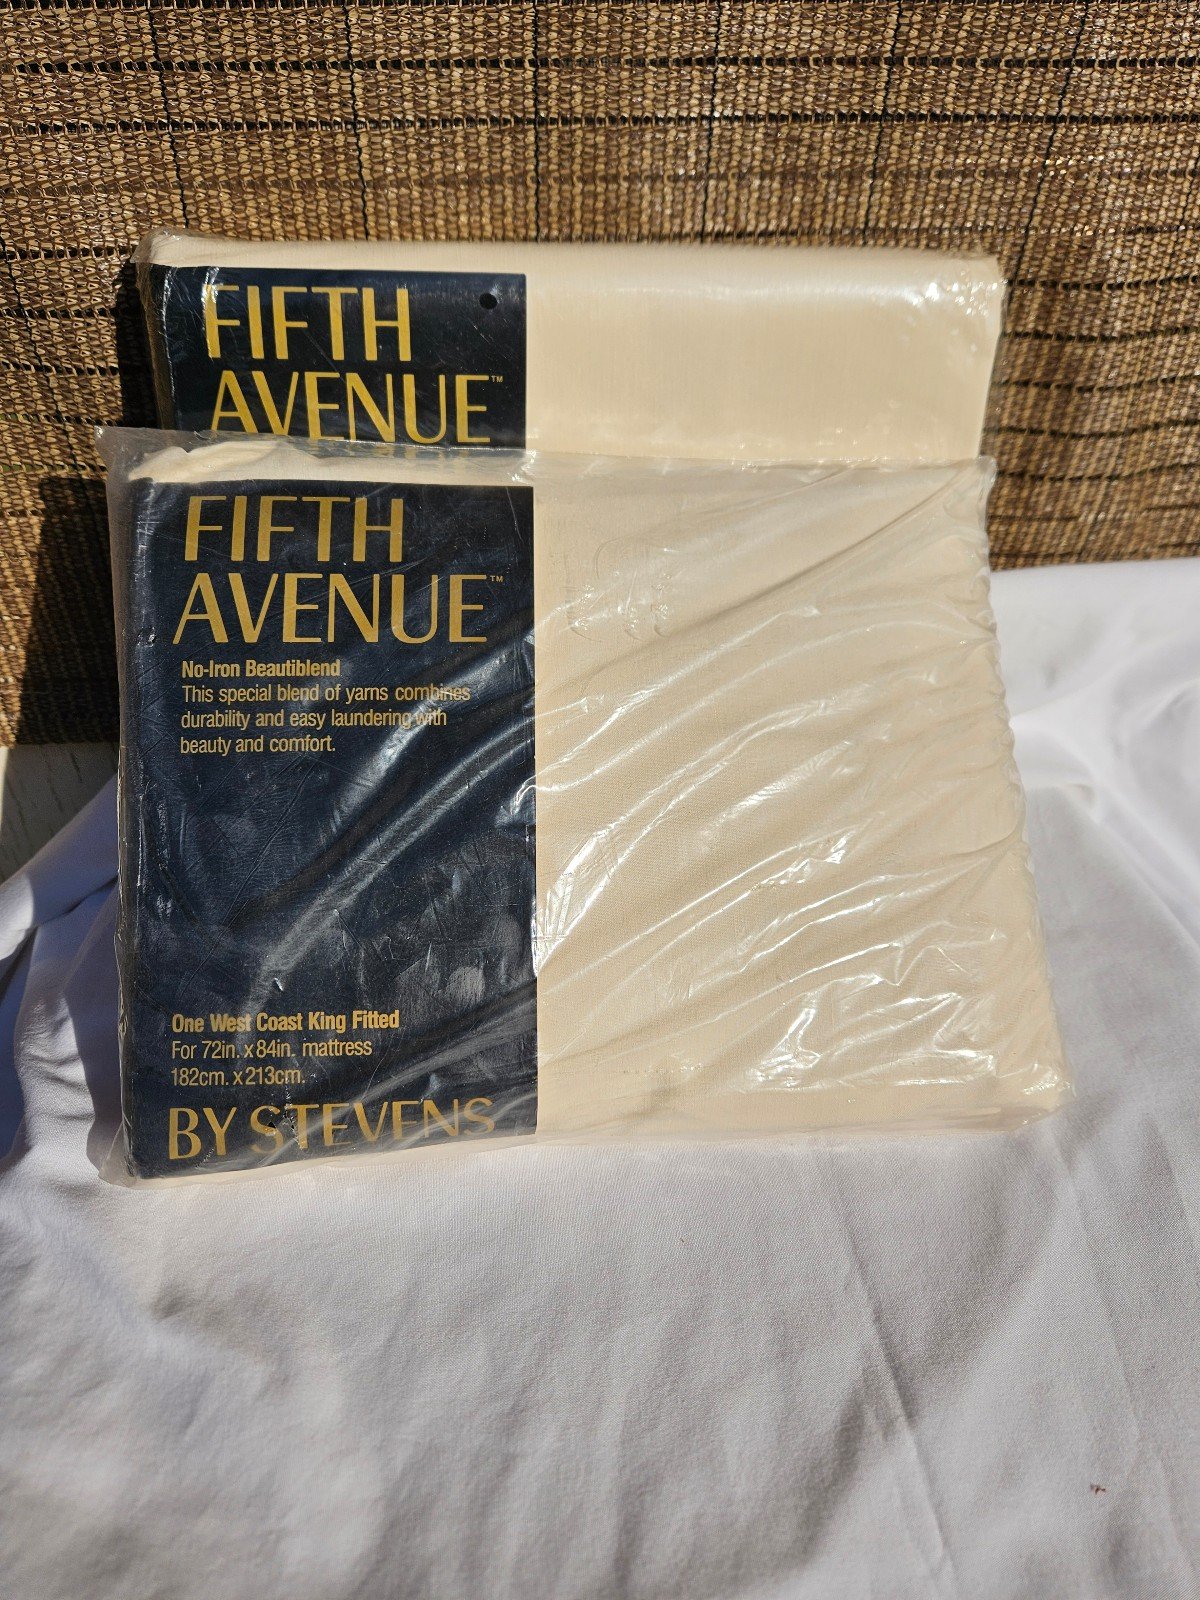 FIFTH
AVENUE™
FIFTH
AVENUE™
No-Iron Beautiblend
This special blend of yarns combines
durability and easy laundering with
beauty and comfort.
One West Coast King Fitted
For 72in. x 84in. mattress
182cm. x 213cm.
BY STEVENS